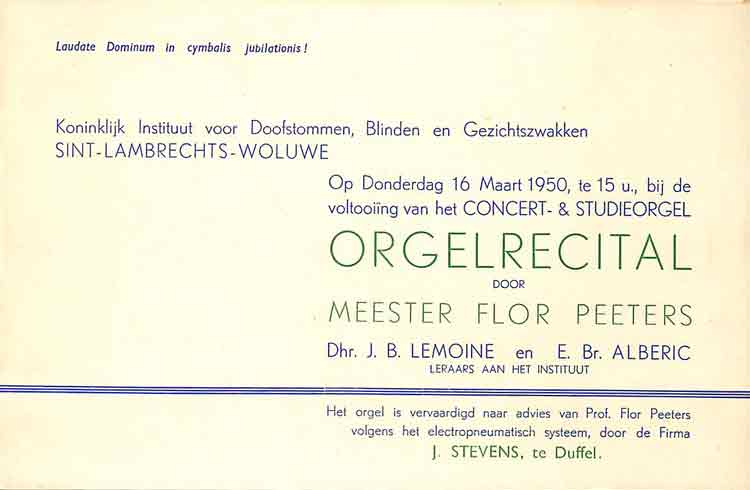 Laudate Dominum in cymbalis jubilationis !
Koninklijk Instituut voor Doofstommen, Blinden en Gezichtszwakken
SINT-LAMBRECHTS-WOLUWE
Op Donderdag 16 Maart 1950, te 15 u., bij de
voltooiïng van het CONCERT- & STUDIEORGEL
ORGELRECITAL
DOOR
MEESTER FLOR PEETERS
Dhr. J. B. LEMOINE en E. Br. ALBERIC
LERAARS AAN HET INSTITUUT
Het orgel is vervaardigd naar advies van Prof. Flor Peeters
volgens het electropneumatisch systeem, door de Firma
J. STEVENS, te Duffel.